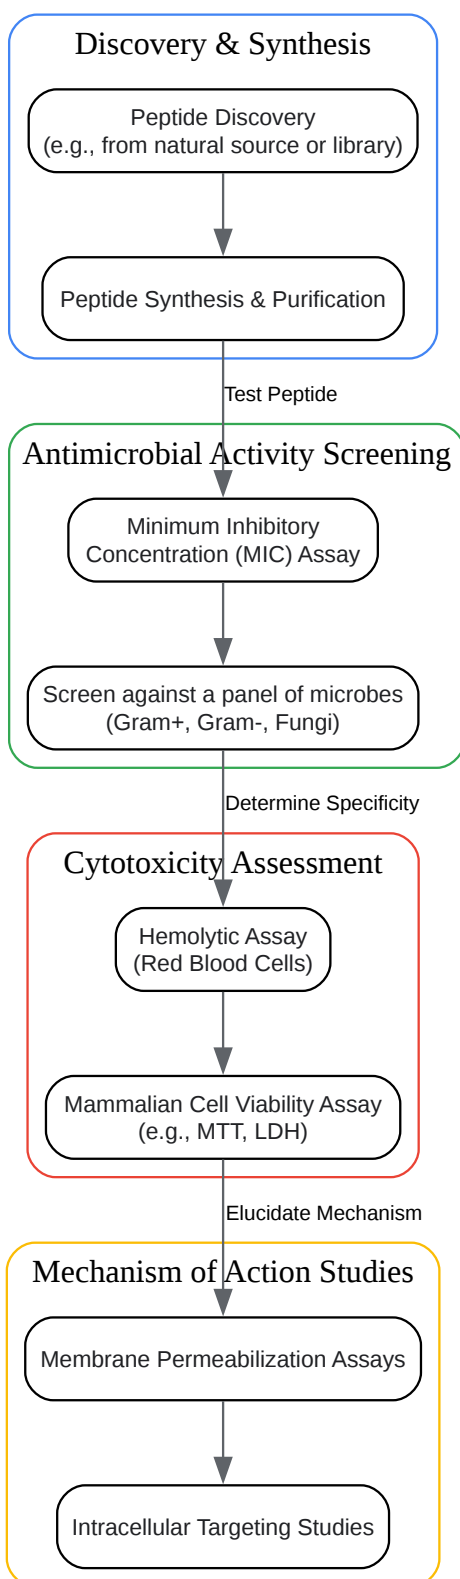 Discovery & Synthesis
Peptide Discovery
(e.g., from natural source or library)
Peptide Synthesis & Purification
Test Peptide
Antimicrobial Activity Screening
Minimum Inhibitory
Concentration (MIC) Assay
Screen against a panel of microbes
(Gram+, Gram-, Fungi)
Determine Specificity
Cytotoxicity Assessment
Hemolytic Assay
(Red Blood Cells)
Mammalian Cell Viability Assay
(e.g., MTT, LDH)
Elucidate Mechanism
Mechanism of Action Studies
Membrane Permeabilization Assays
Intracellular Targeting Studies